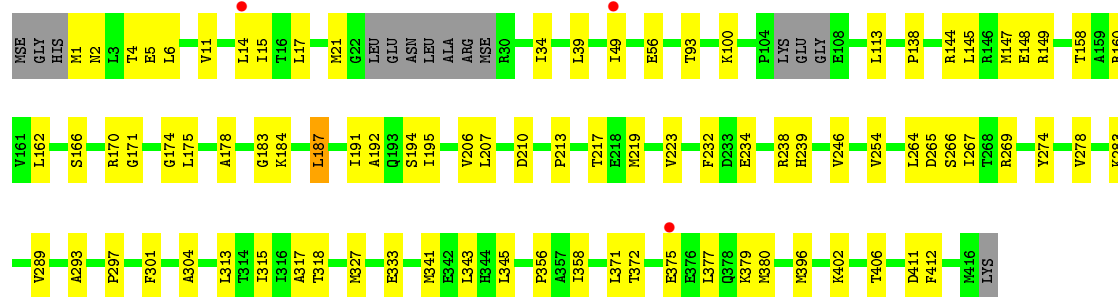 MSE GLY HIS M1 N2 L3 T4 E5 L6 V11 L14 I15 T16 L17 M21 G22 LEU GLU ASN LEU ALA ARG MSE R30 I34 L39 I49 E56 T93 K100 P104 LYS GLU GLY E108 L113 P138 R144 L145 R146 M147 E148 R149 T158 A159 R160
V161 L162 S166 R170 G171 G174 L175 A178 G183 K184 L187 I191 A192 Q193 S194 I195 V206 L207 D210 P213 T217 E218 M219 V223 F232 D233 E234 R238 H239 V246 V254 L264 D265 S266 I267 T268 R269 Y274 V278
V289 A293 P297 F301 A304 L313 T314 I315 I316 A317 T318 M327 E333 M341 E342 L343 H344 L345 P356 A357 I358 L371 T372 E375 E376 L377 Q378 K379 M380 M396 K402 T406 D411 F412 M416 LYS